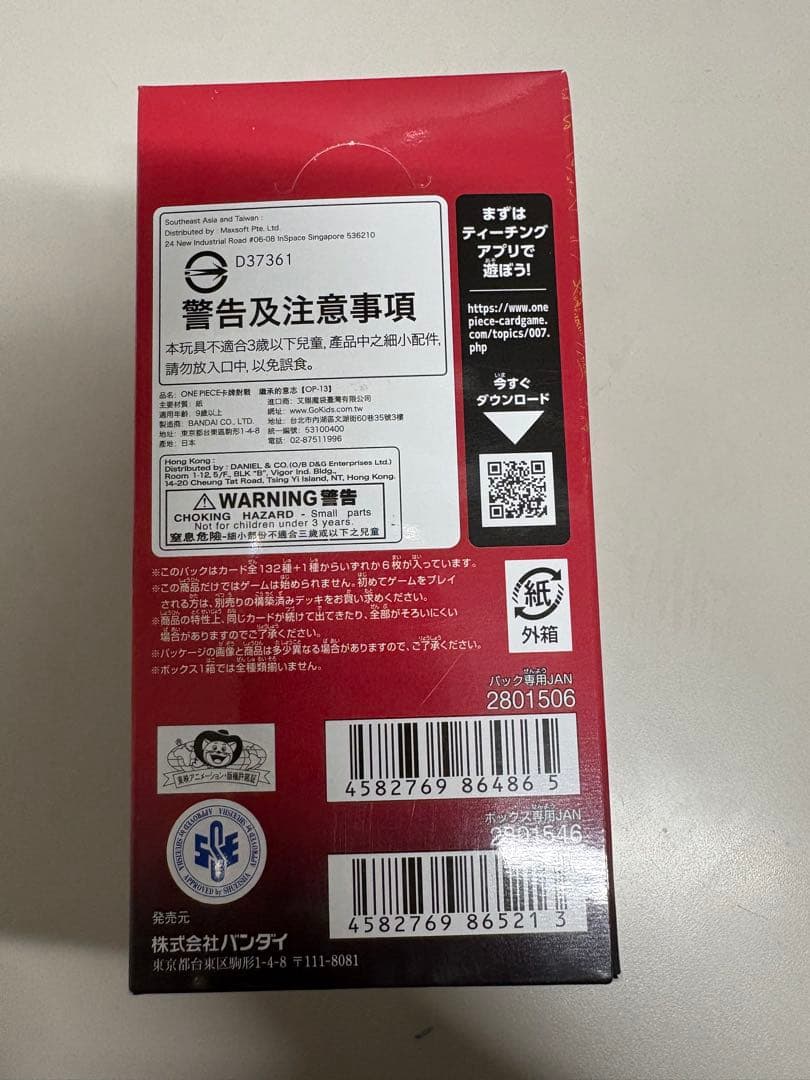 Southeast Asia and Taiwan :
Distributed by : Maxsoft Pte. Ltd.
24 New Industrial Road #06-08 InSpace Singapore 536210
D37361
警告及注意事項
本玩具不適合3歲以下兒童, 產品中之細小配件,
請勿放入口中, 以免誤食。
品名: ONE PIECE卡牌對戰 繼承的意志【OP-13】
主要材質: 紙
適用年齡: 9歲以上
製造商: BANDAI CO., LTD.
地址: 東京都台東區駒形1-4-8
產地: 日本
進口商: 艾賜魔袋臺灣有限公司
網址: www.GoKids.com.tw
地址: 台北市內湖區文湖街60巷35號3樓
統一編號: 53100400
電話: 02-87511996
Hong Kong :
Distributed by : DANIEL & CO.(O/B D&G Enterprises Ltd.)
Room 1-12, 5/F., BLK "B", Vigor Ind. Bldg.,
14-20 Cheung Tat Road, Tsing Yi Island, NT, Hong Kong.
WARNING 警告
CHOKING HAZARD - Small parts
Not for children under 3 years.
窒息危險-細小部份不適合三歲或以下之兒童
まずは
ティーチング
アプリで
遊ぼう!
https://www.one
piece-cardgame.
com/topics/007.
php
今すぐ
ダウンロード
※このパックはカード全132種+1種からいずれか6枚が入っています。
※この商品だけではゲームは始められません。初めてゲームをプレイ
される方は、別売りの構築済みデッキをお買い求めください。
※商品の特性上、同じカードが続けて出てきたり、全部がそろいにくい
場合がありますのでご了承ください。
※パッケージの画像と商品は多少異なる場合がありますので、ご了承ください。
※ボックス1箱では全種類揃いません。
紙
外箱
パック専用JAN
2801506
4582769 864865
ボックス専用JAN
2801546
4582769 865213
東映アニメーション・版権許諾証
APPROVED by SHUEISHA
発売元
株式会社バンダイ
東京都台東区駒形1-4-8 〒111-8081